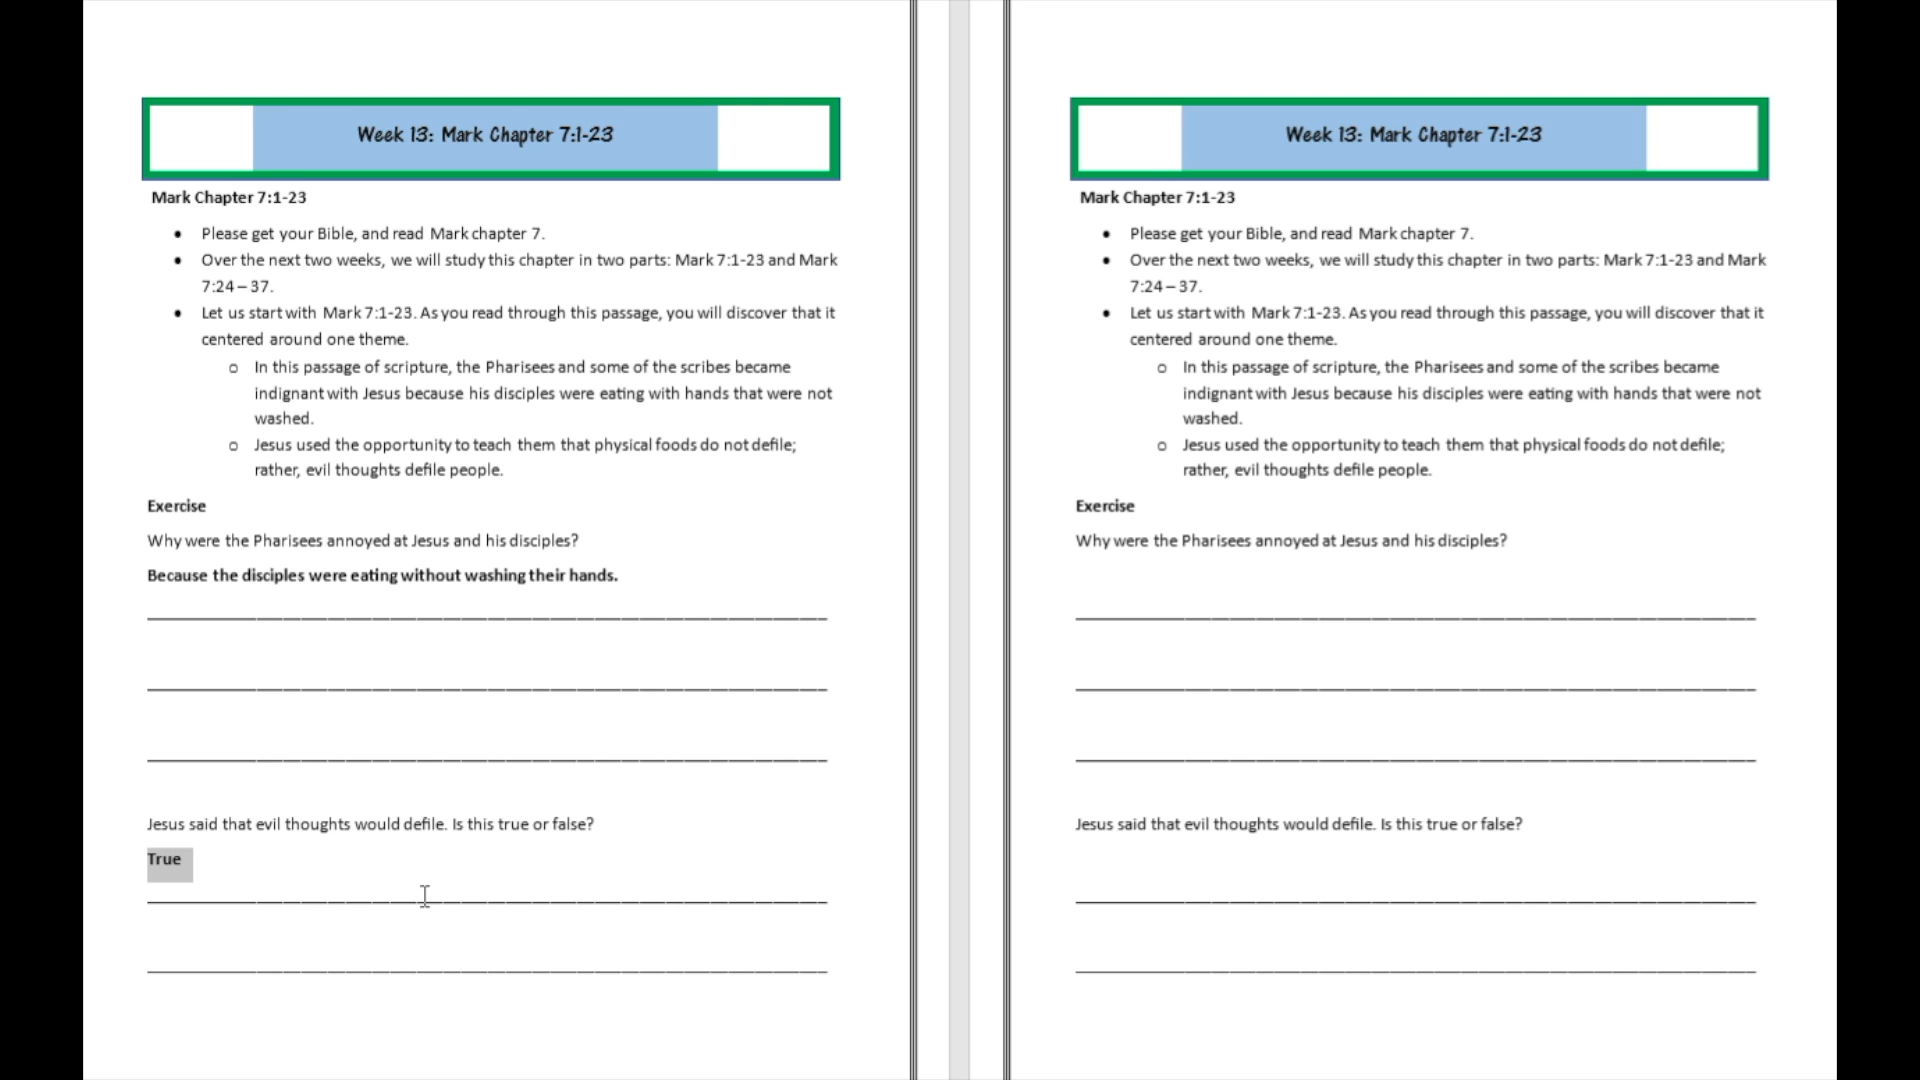 Week 13: Mark Chapter 7:1-23
Mark Chapter 7:1-23
• Please get your Bible, and read Mark chapter 7.
• Over the next two weeks, we will study this chapter in two parts: Mark 7:1-23 and Mark
7:24 – 37.
• Let us start with Mark 7:1-23. As you read through this passage, you will discover that it
centered around one theme.
o In this passage of scripture, the Pharisees and some of the scribes became
indignant with Jesus because his disciples were eating with hands that were not
washed.
o Jesus used the opportunity to teach them that physical foods do not defile;
rather, evil thoughts defile people.
Exercise
Why were the Pharisees annoyed at Jesus and his disciples?
Because the disciples were eating without washing their hands.
Jesus said that evil thoughts would defile. Is this true or false?
True
Week 13: Mark Chapter 7:1-23
Mark Chapter 7:1-23
• Please get your Bible, and read Mark chapter 7.
• Over the next two weeks, we will study this chapter in two parts: Mark 7:1-23 and Mark
7:24 – 37.
• Let us start with Mark 7:1-23. As you read through this passage, you will discover that it
centered around one theme.
o In this passage of scripture, the Pharisees and some of the scribes became
indignant with Jesus because his disciples were eating with hands that were not
washed.
o Jesus used the opportunity to teach them that physical foods do not defile;
rather, evil thoughts defile people.
Exercise
Why were the Pharisees annoyed at Jesus and his disciples?
Jesus said that evil thoughts would defile. Is this true or false?